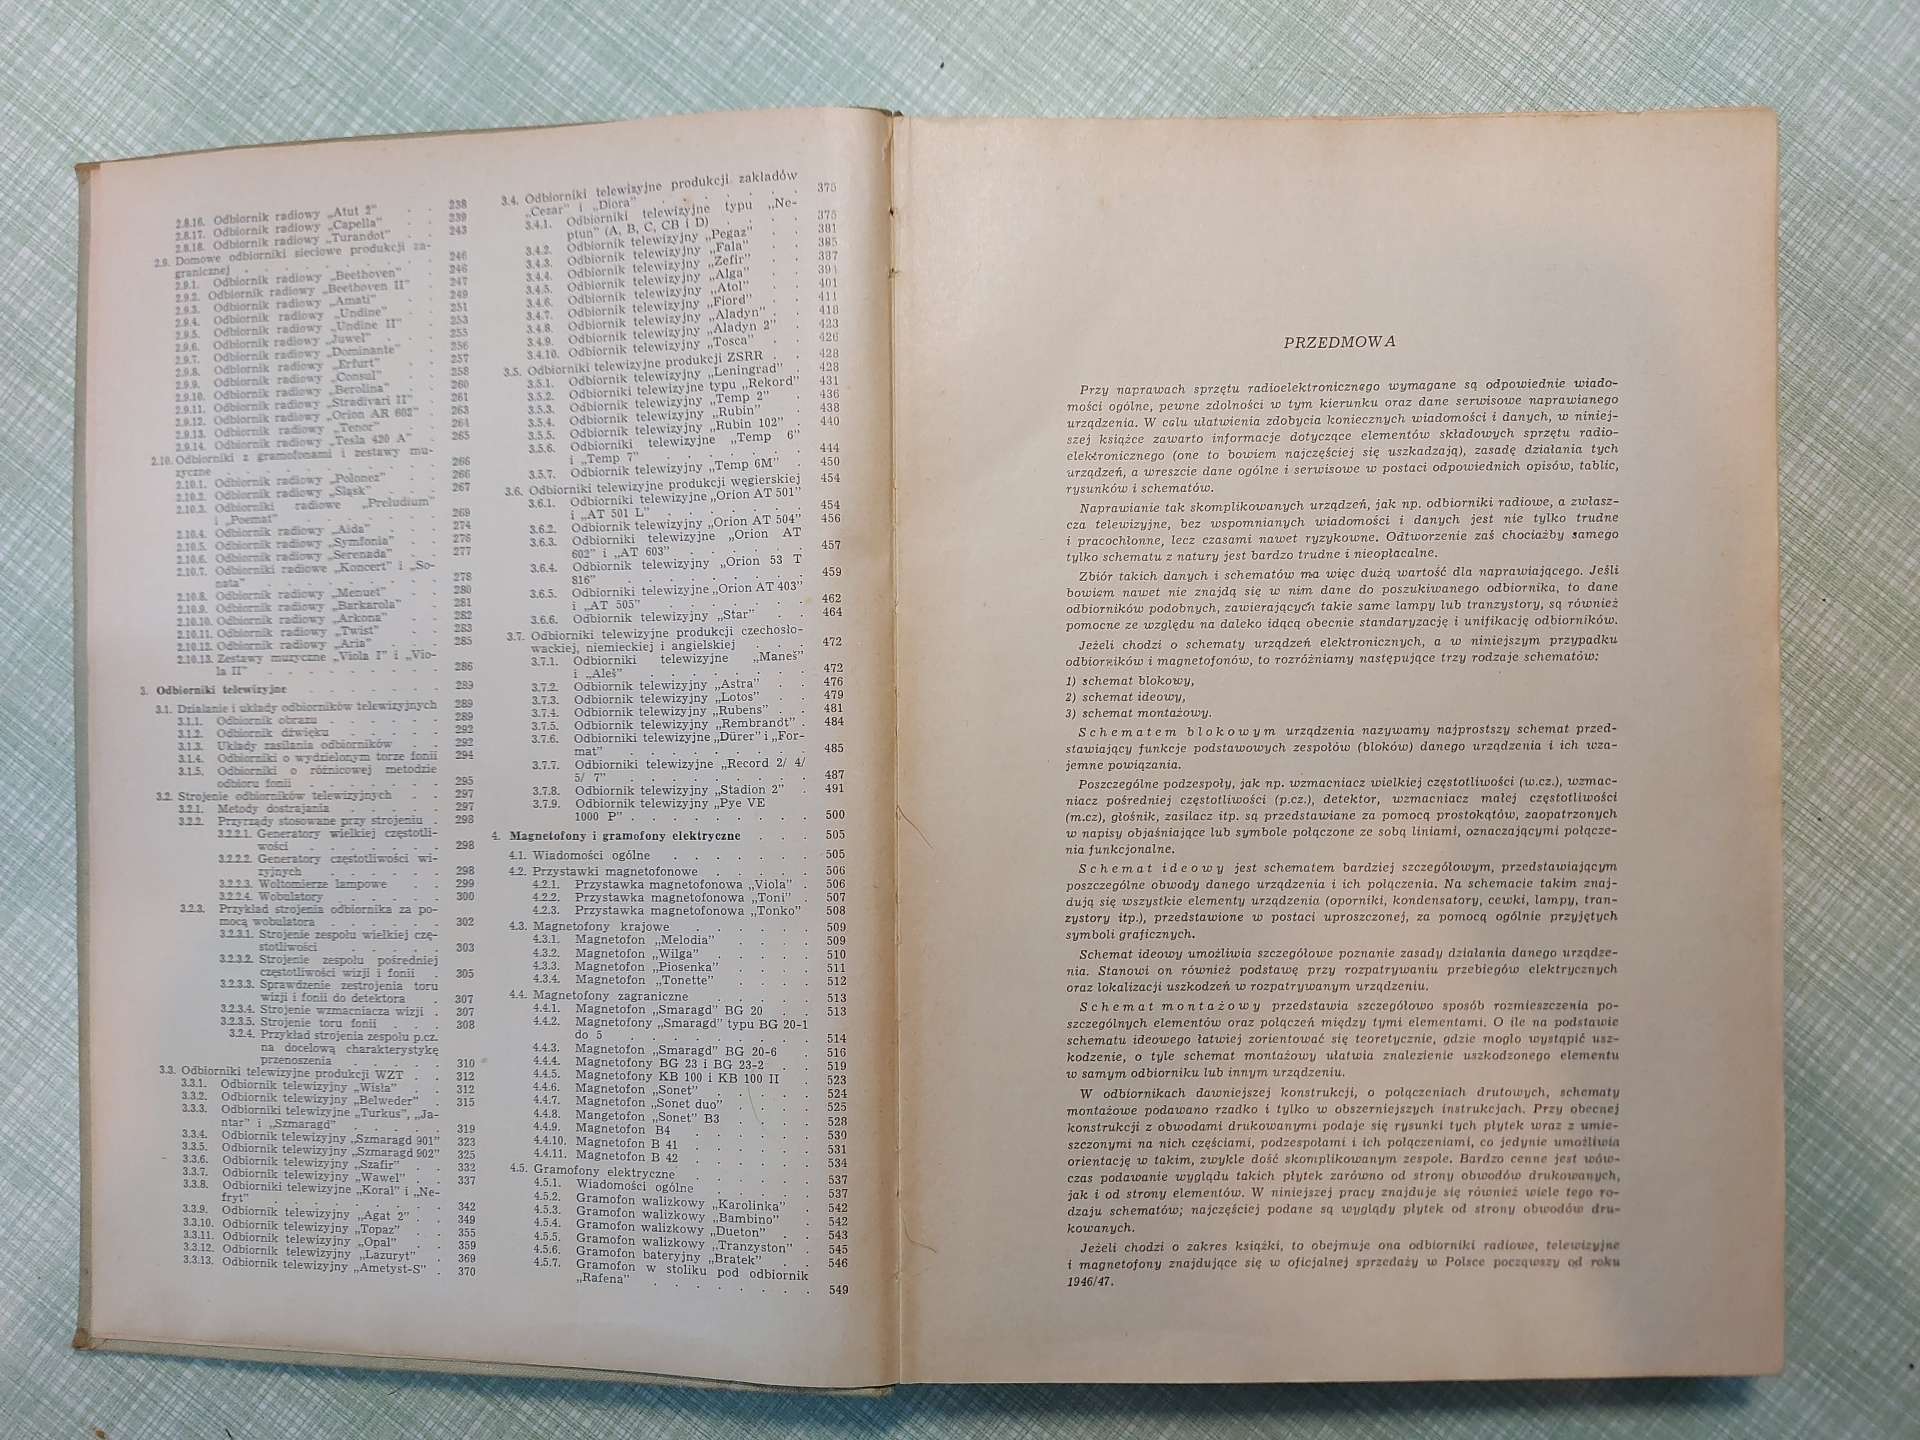 2.8.16. Odbiornik radiowy „Atut 2” . . 238
2.8.17. Odbiornik radiowy „Capella” . . 239
2.8.18. Odbiornik radiowy „Turandot” . . 243
2.9. Domowe odbiorniki sieciowe produkcji za-
granicznej . . . . . . . . 246
2.9.1. Odbiornik radiowy „Beethoven” . 246
2.9.2. Odbiornik radiowy „Beethoven II” . 247
2.9.3. Odbiornik radiowy „Amati” . . 249
2.9.4. Odbiornik radiowy „Undine” . . 251
2.9.5. Odbiornik radiowy „Undine II” . 253
2.9.6. Odbiornik radiowy „Juwel” . . 255
2.9.7. Odbiornik radiowy „Dominante” . 256
2.9.8. Odbiornik radiowy „Erfurt” . . 257
2.9.9. Odbiornik radiowy „Consul” . . 258
2.9.10. Odbiornik radiowy „Berolina” . . 260
2.9.11. Odbiornik radiowy „Stradivari II” . 261
2.9.12. Odbiornik radiowy „Orion AR 602” . 263
2.9.13. Odbiornik radiowy „Tenor” . . 264
2.9.14. Odbiornik radiowy „Tesla 420 A” . 265
2.10. Odbiorniki z gramofonami i zestawy mu-
zyczne . . . . . . . . 266
2.10.1. Odbiornik radiowy „Polonez” . . 266
2.10.2. Odbiornik radiowy „Śląsk” . . 267
2.10.3. Odbiorniki radiowe „Preludium”
i „Poemat” . . . . . . 269
2.10.4. Odbiornik radiowy „Aida” . . . 274
2.10.5. Odbiornik radiowy „Symfonia” . . 276
2.10.6. Odbiornik radiowy „Serenada” . . 277
2.10.7. Odbiorniki radiowe „Koncert” i „So-
nata” . . . . . . . . 278
2.10.8. Odbiornik radiowy „Menuet” . . 280
2.10.9. Odbiornik radiowy „Barkarola” . . 281
2.10.10. Odbiornik radiowy „Arkona” . . 282
2.10.11. Odbiornik radiowy „Twist” . . 283
2.10.12. Odbiornik radiowy „Aria” . . . 285
2.10.13. Zestawy muzyczne „Viola I” i „Vio-
la II” . . . . . . . . 286
3. Odbiorniki telewizyjne . . . . . . . 289
3.1. Działanie i układy odbiorników telewizyjnych 289
3.1.1. Odbiornik obrazu . . . . . . 289
3.1.2. Odbiornik dźwięku . . . . . 292
3.1.3. Układy zasilania odbiorników . . 292
3.1.4. Odbiorniki o wydzielonym torze fonii 294
3.1.5. Odbiorniki o różnicowej metodzie
odbioru fonii . . . . . . 295
3.2. Strojenie odbiorników telewizyjnych . . 297
3.2.1. Metody dostrajania . . . . . 297
3.2.2. Przyrządy stosowane przy strojeniu . 298
3.2.2.1. Generatory wielkiej częstotli-
wości . . . . . . 298
3.2.2.2. Generatory częstotliwości wi-
zyjnych . . . . . 298
3.2.2.3. Woltomierze lampowe . . 299
3.2.2.4. Wobulatory . . . . 300
3.2.3. Przykład strojenia odbiornika za po-
mocą wobulatora . . . . . . 302
3.2.3.1. Strojenie zespołu wielkiej czę-
stotliwości . . . . 303
3.2.3.2. Strojenie zespołu pośredniej
częstotliwości wizji i fonii . 305
3.2.3.3. Sprawdzenie zestrojenia toru
wizji i fonii do detektora . 307
3.2.3.4. Strojenie wzmacniacza wizji . 307
3.2.3.5. Strojenie toru fonii . . . 308
3.2.4. Przykład strojenia zespołu p.cz.
na docelową charakterystykę
przenoszenia . . . . . 310
3.3. Odbiorniki telewizyjne produkcji WZT . . 312
3.3.1. Odbiornik telewizyjny „Wisła” . . 312
3.3.2. Odbiornik telewizyjny „Belweder” . 315
3.3.3. Odbiorniki telewizyjne „Turkus”, „Ja-
ntar” i „Szmaragd” . . . . . 319
3.3.4. Odbiornik telewizyjny „Szmaragd 901” 323
3.3.5. Odbiornik telewizyjny „Szmaragd 902” 325
3.3.6. Odbiornik telewizyjny „Szafir” . . 332
3.3.7. Odbiornik telewizyjny „Wawel” . . 337
3.3.8. Odbiorniki telewizyjne „Koral” i „Ne-
fryt” . . . . . . . . 342
3.3.9. Odbiornik telewizyjny „Agat 2” . . 349
3.3.10. Odbiornik telewizyjny „Topaz” . . 355
3.3.11. Odbiornik telewizyjny „Opal” . . 359
3.3.12. Odbiornik telewizyjny „Lazuryt” . 369
3.3.13. Odbiornik telewizyjny „Ametyst-S” . 370
3.4. Odbiorniki telewizyjne produkcji zakładów
„Cezar” i „Diora” . . . . . . 375
3.4.1. Odbiorniki telewizyjne typu „Ne-
ptun” (A, B, C, CB i D) . . . . 375
3.4.2. Odbiornik telewizyjny „Pegaz” . . 381
3.4.3. Odbiornik telewizyjny „Fala” . . 385
3.4.4. Odbiornik telewizyjny „Zefir” . . 387
3.4.5. Odbiornik telewizyjny „Alga” . . 391
3.4.6. Odbiornik telewizyjny „Atol” . . 401
3.4.7. Odbiornik telewizyjny „Fiord” . . 411
3.4.8. Odbiornik telewizyjny „Aladyn” . 418
3.4.9. Odbiornik telewizyjny „Aladyn 2” . 423
3.4.10. Odbiornik telewizyjny „Tosca” . . 426
3.5. Odbiorniki telewizyjne produkcji ZSRR . . 428
3.5.1. Odbiornik telewizyjny „Leningrad” . 428
3.5.2. Odbiorniki telewizyjne typu „Rekord” 431
3.5.3. Odbiornik telewizyjny „Temp 2” . 436
3.5.4. Odbiornik telewizyjny „Rubin” . . 438
3.5.5. Odbiornik telewizyjny „Rubin 102” . 440
3.5.6. Odbiorniki telewizyjne „Temp 6”
i „Temp 7” . . . . . . . 444
3.5.7. Odbiornik telewizyjny „Temp 6M” . 450
3.6. Odbiorniki telewizyjne produkcji węgierskiej 454
3.6.1. Odbiorniki telewizyjne „Orion AT 501”
i „AT 501 L” . . . . . . . 454
3.6.2. Odbiornik telewizyjny „Orion AT 504” 456
3.6.3. Odbiorniki telewizyjne „Orion AT
602” i „AT 603” . . . . . . 457
3.6.4. Odbiornik telewizyjny „Orion 53 T
816” . . . . . . . . 459
3.6.5. Odbiorniki telewizyjne „Orion AT 403”
i „AT 505” . . . . . . . 462
3.6.6. Odbiornik telewizyjny „Star” . . 464
3.7. Odbiorniki telewizyjne produkcji czechosło-
wackiej, niemieckiej i angielskiej . . . 472
3.7.1. Odbiorniki telewizyjne „Maneš”
i „Aleš” . . . . . . . 472
3.7.2. Odbiornik telewizyjny „Astra” . . 476
3.7.3. Odbiornik telewizyjny „Lotos” . . 479
3.7.4. Odbiornik telewizyjny „Rubens” . . 481
3.7.5. Odbiornik telewizyjny „Rembrandt” . 484
3.7.6. Odbiorniki telewizyjne „Dürer” i „For-
mat” . . . . . . . . 485
3.7.7. Odbiorniki telewizyjne „Record 2/ 4/
5/ 7” . . . . . . . . 487
3.7.8. Odbiornik telewizyjny „Stadion 2” . 491
3.7.9. Odbiornik telewizyjny „Pye VE
1000 P” . . . . . . . . 500
4. Magnetofony i gramofony elektryczne . . . 505
4.1. Wiadomości ogólne . . . . . . . 505
4.2. Przystawki magnetofonowe . . . . . 506
4.2.1. Przystawka magnetofonowa „Viola” . 506
4.2.2. Przystawka magnetofonowa „Toni” . 507
4.2.3. Przystawka magnetofonowa „Tonko” 508
4.3. Magnetofony krajowe . . . . . . 509
4.3.1. Magnetofon „Melodia” . . . . 509
4.3.2. Magnetofon „Wilga” . . . . . 510
4.3.3. Magnetofon „Piosenka” . . . . 511
4.3.4. Magnetofon „Tonette” . . . . 512
4.4. Magnetofony zagraniczne . . . . . 513
4.4.1. Magnetofon „Smaragd” BG 20 . . 513
4.4.2. Magnetofony „Smaragd” typu BG 20-1
do 5 . . . . . . . . 514
4.4.3. Magnetofon „Smaragd” BG 20-6 . 516
4.4.4. Magnetofony BG 23 i BG 23-2 . . 519
4.4.5. Magnetofony KB 100 i KB 100 II . 523
4.4.6. Magnetofon „Sonet” . . . . . 524
4.4.7. Magnetofon „Sonet duo” . . . . 525
4.4.8. Mangetofon „Sonet” B3 . . . . 528
4.4.9. Magnetofon B4 . . . . . . 530
4.4.10. Magnetofon B 41 . . . . . . 531
4.4.11. Magnetofon B 42 . . . . . . 534
4.5. Gramofony elektryczne . . . . . . 537
4.5.1. Wiadomości ogólne . . . . . 537
4.5.2. Gramofon walizkowy „Karolinka” . 542
4.5.3. Gramofon walizkowy „Bambino” . 542
4.5.4. Gramofon walizkowy „Dueton” . . 543
4.5.5. Gramofon walizkowy „Tranzyston” . 545
4.5.6. Gramofon bateryjny „Bratek” . . 546
4.5.7. Gramofon w stoliku pod odbiornik
„Rafena” . . . . . . . 549
PRZEDMOWA
Przy naprawach sprzętu radioelektronicznego wymagane są odpowiednie wiado-
mości ogólne, pewne zdolności w tym kierunku oraz dane serwisowe naprawianego
urządzenia. W celu ułatwienia zdobycia koniecznych wiadomości i danych, w niniej-
szej książce zawarto informacje dotyczące elementów składowych sprzętu radio-
elektronicznego (one to bowiem najczęściej się uszkadzają), zasadę działania tych
urządzeń, a wreszcie dane ogólne i serwisowe w postaci odpowiednich opisów, tablic,
rysunków i schematów.
Naprawianie tak skomplikowanych urządzeń, jak np. odbiorniki radiowe, a zwłasz-
cza telewizyjne, bez wspomnianych wiadomości i danych jest nie tylko trudne
i pracochłonne, lecz czasami nawet ryzykowne. Odtworzenie zaś chociażby samego
tylko schematu z natury jest bardzo trudne i nieopłacalne.
Zbiór takich danych i schematów ma więc dużą wartość dla naprawiającego. Jeśli
bowiem nawet nie znajdą się w nim dane do poszukiwanego odbiornika, to dane
odbiorników podobnych, zawierających takie same lampy lub tranzystory, są również
pomocne ze względu na daleko idącą obecnie standaryzację i unifikację odbiorników.
Jeżeli chodzi o schematy urządzeń elektronicznych, a w niniejszym przypadku
odbiorników i magnetofonów, to rozróżniamy następujące trzy rodzaje schematów:
1) schemat blokowy,
2) schemat ideowy,
3) schemat montażowy.
Schematem blokowym urządzenia nazywamy najprostszy schemat przed-
stawiający funkcje podstawowych zespołów (bloków) danego urządzenia i ich wza-
jemne powiązania.
Poszczególne podzespoły, jak np. wzmacniacz wielkiej częstotliwości (w.cz.), wzmac-
niacz pośredniej częstotliwości (p.cz.), detektor, wzmacniacz małej częstotliwości
(m.cz), głośnik, zasilacz itp. są przedstawiane za pomocą prostokątów, zaopatrzonych
w napisy objaśniające lub symbole połączone ze sobą liniami, oznaczającymi połącze-
nia funkcjonalne.
Schemat ideowy jest schematem bardziej szczegółowym, przedstawiającym
poszczególne obwody danego urządzenia i ich połączenia. Na schemacie takim znaj-
dują się wszystkie elementy urządzenia (oporniki, kondensatory, cewki, lampy, tran-
zystory itp.), przedstawione w postaci uproszczonej, za pomocą ogólnie przyjętych
symboli graficznych.
Schemat ideowy umożliwia szczegółowe poznanie zasady działania danego urządze-
nia. Stanowi on również podstawę przy rozpatrywaniu przebiegów elektrycznych
oraz lokalizacji uszkodzeń w rozpatrywanym urządzeniu.
Schemat montażowy przedstawia szczegółowo sposób rozmieszczenia po-
szczególnych elementów oraz połączeń między tymi elementami. O ile na podstawie
schematu ideowego łatwiej zorientować się teoretycznie, gdzie mogło wystąpić usz-
kodzenie, o tyle schemat montażowy ułatwia znalezienie uszkodzonego elementu
w samym odbiorniku lub innym urządzeniu.
W odbiornikach dawniejszej konstrukcji, o połączeniach drutowych, schematy
montażowe podawano rzadko i tylko w obszerniejszych instrukcjach. Przy obecnej
konstrukcji z obwodami drukowanymi podaje się rysunki tych płytek wraz z umie-
szczonymi na nich częściami, podzespołami i ich połączeniami, co jedynie umożliwia
orientację w takim, zwykle dość skomplikowanym zespole. Bardzo cenne jest wów-
czas podawanie wyglądu takich płytek zarówno od strony obwodów drukowanych,
jak i od strony elementów. W niniejszej pracy znajduje się również wiele tego ro-
dzaju schematów; najczęściej podane są wyglądy płytek od strony obwodów dru-
kowanych.
Jeżeli chodzi o zakres książki, to obejmuje ona odbiorniki radiowe, telewizyjne
i magnetofony znajdujące się w oficjalnej sprzedaży w Polsce począwszy od roku
1946/47.